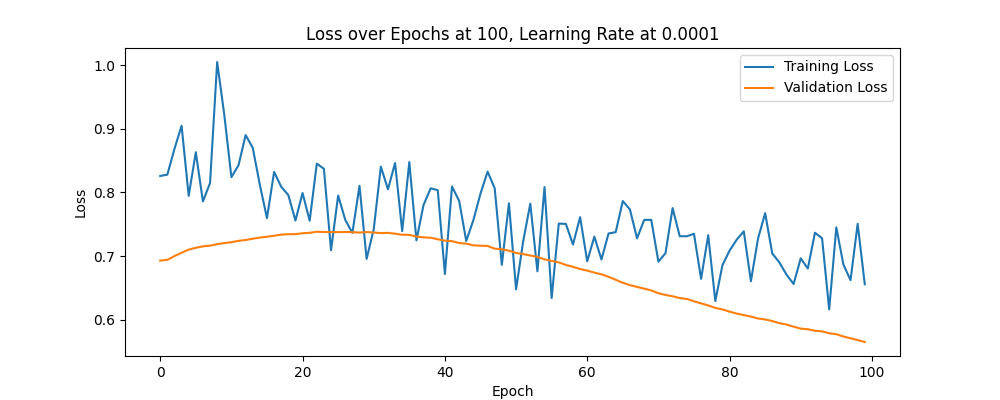 Loss over Epochs at 100, Learning Rate at 0.0001
Training Loss
Validation Loss
1.0
0.9
0.8
0.7
0.6
Loss
0
20
40
60
80
100
Epoch